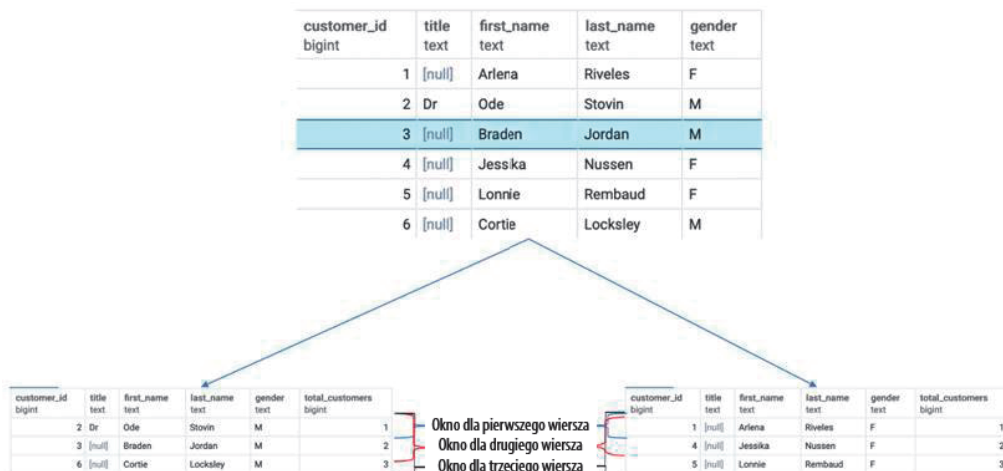 customer_id title first_name last_name gender
bigint text text text text
1 [null] Arlena Riveles F
2 Dr Ode Stovin M
3 [null] Braden Jordan M
4 [null] Jessika Nussen F
5 [null] Lonnie Rembaud F
6 [null] Cortie Locksley M
customer_id title first_name last_name gender total_customers
bigint text text text text bigint
2 Dr Ode Stovin M 1
3 [null] Braden Jordan M 2
6 [null] Cortie Locksley M 3
Okno dla pierwszego wiersza
Okno dla drugiego wiersza
Okno dla trzeciego wiersza
customer_id title first_name last_name gender total_customers
bigint text text text text bigint
1 [null] Arlena Riveles F 1
4 [null] Jessika Nussen F 2
5 [null] Lonnie Rembaud F 3